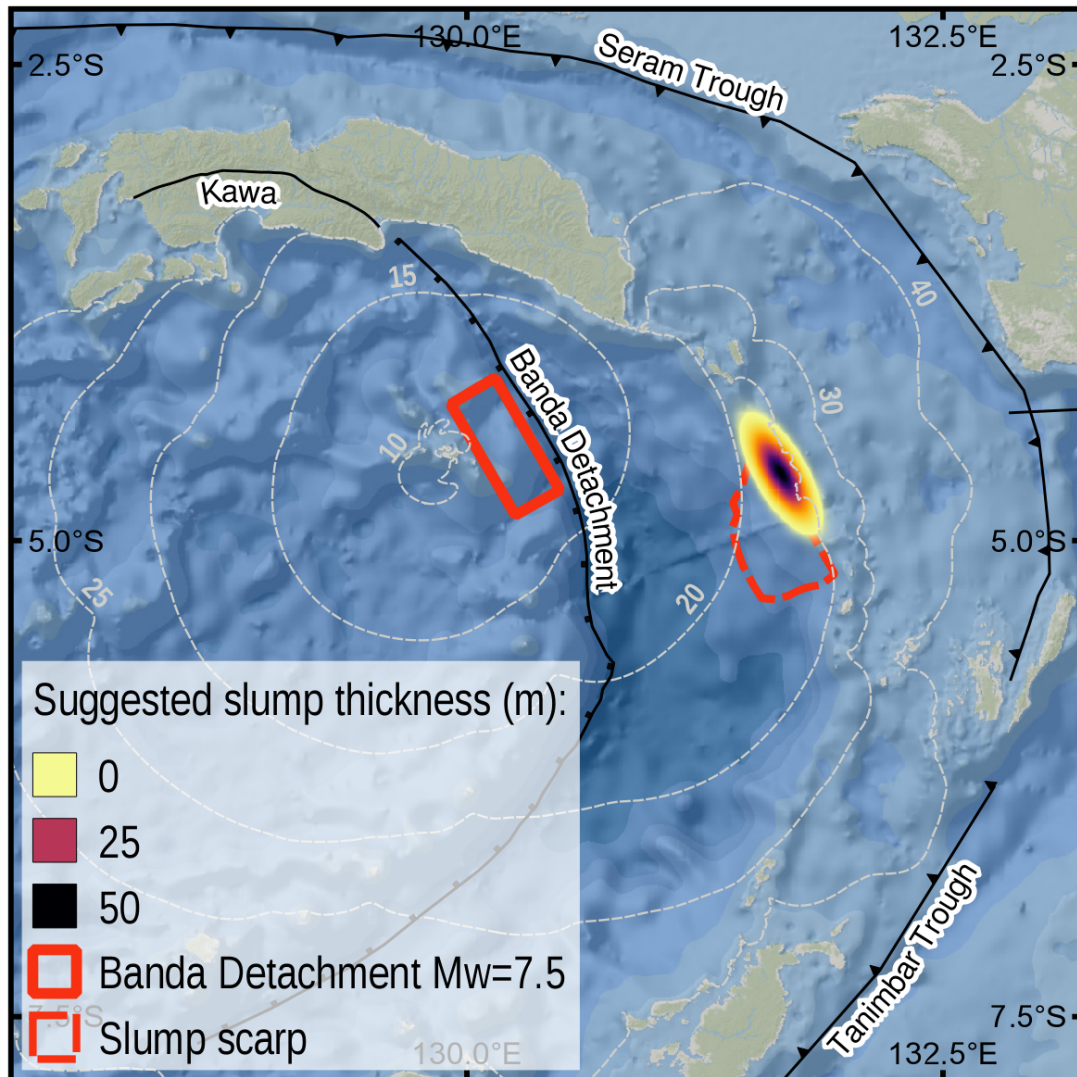 130.0°E
132.5°E
2.5°S
2.5°S
Seram Trough
Kawa
15
40
Banda Detachment
30
10
5.0°S
5.0°S
25
20
Suggested slump thickness (m):
0
25
50
Banda Detachment Mw=7.5
Slump scarp
Tanimbar Trough
7.5°S
7.5°S
130.0°E
132.5°E